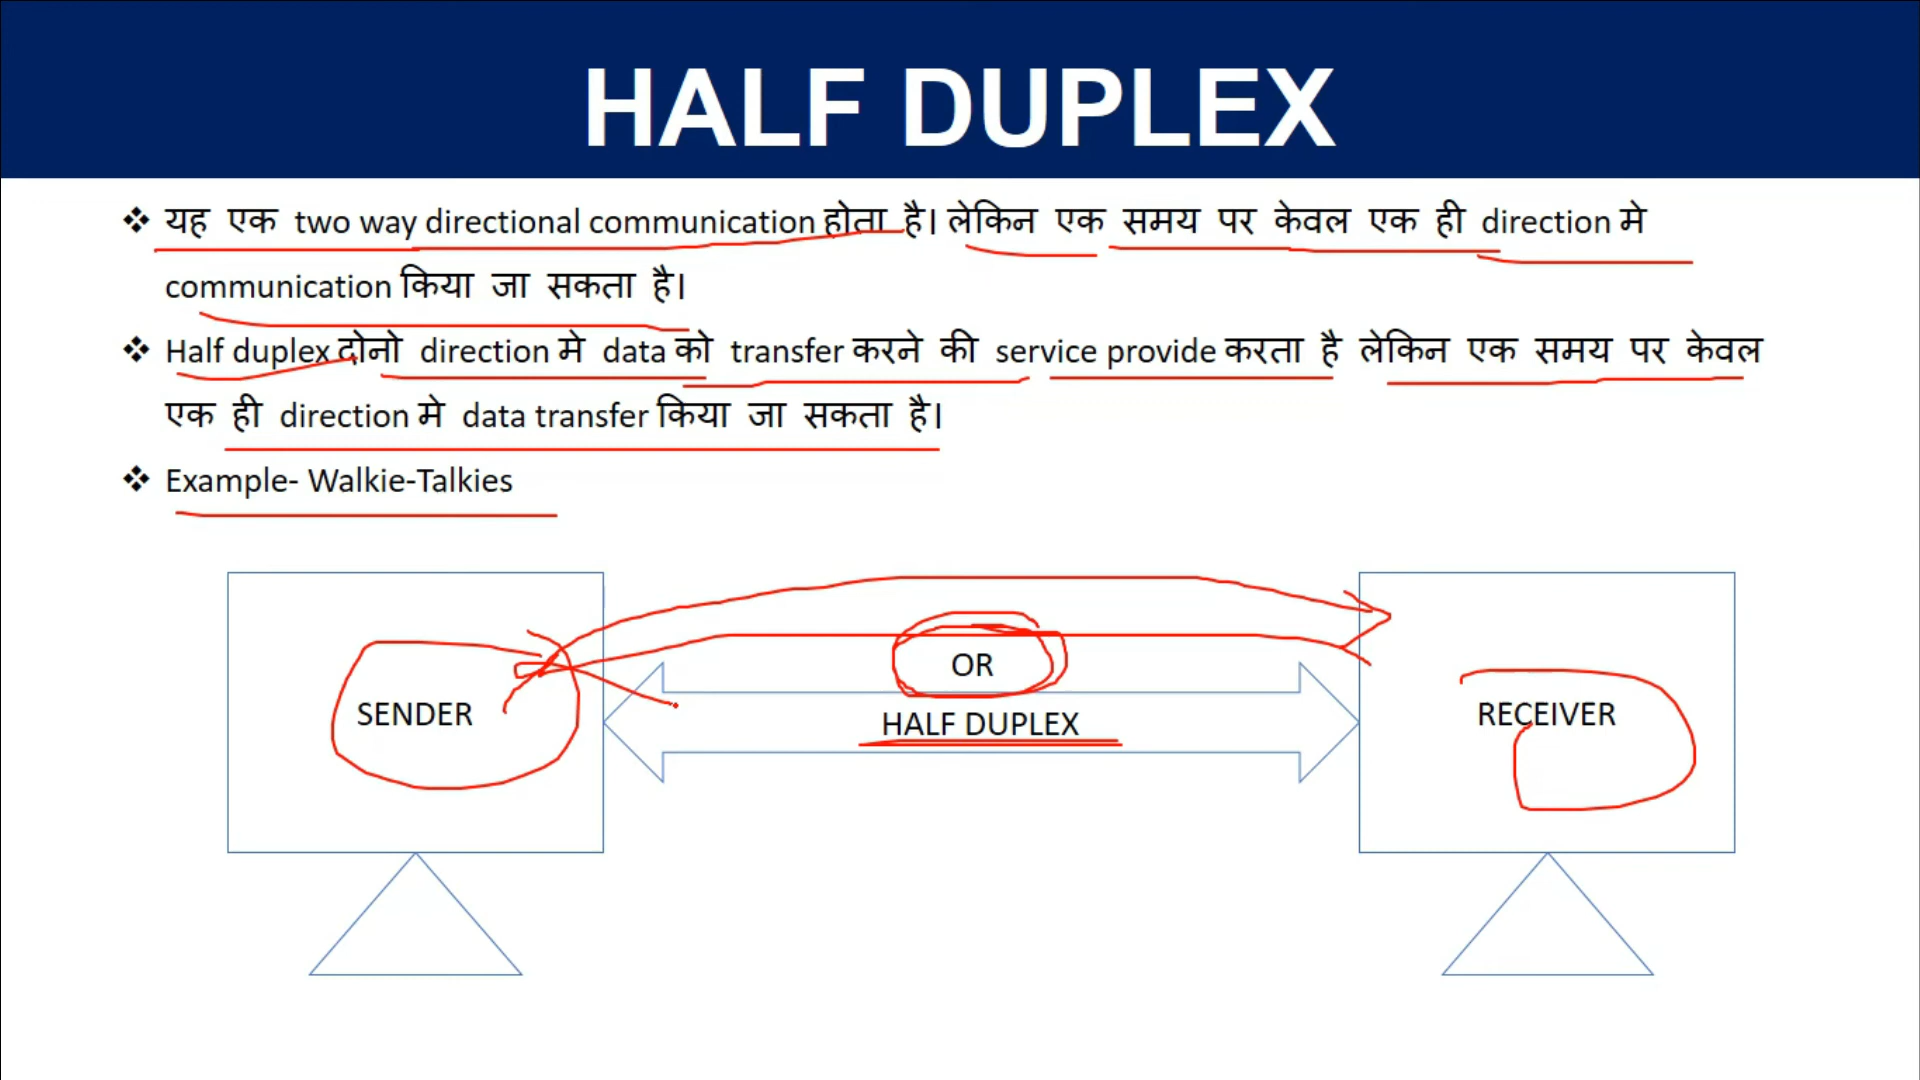 HALF DUPLEX
❖ यह एक two way directional communication होता है। लेकिन एक समय पर केवल एक ही direction मे
communication किया जा सकता है।
❖ Half duplex दोनो direction मे data को transfer करने की service provide करता है लेकिन एक समय पर केवल
एक ही direction मे data transfer किया जा सकता है।
❖ Example- Walkie-Talkies
OR
SENDER
HALF DUPLEX
RECEIVER